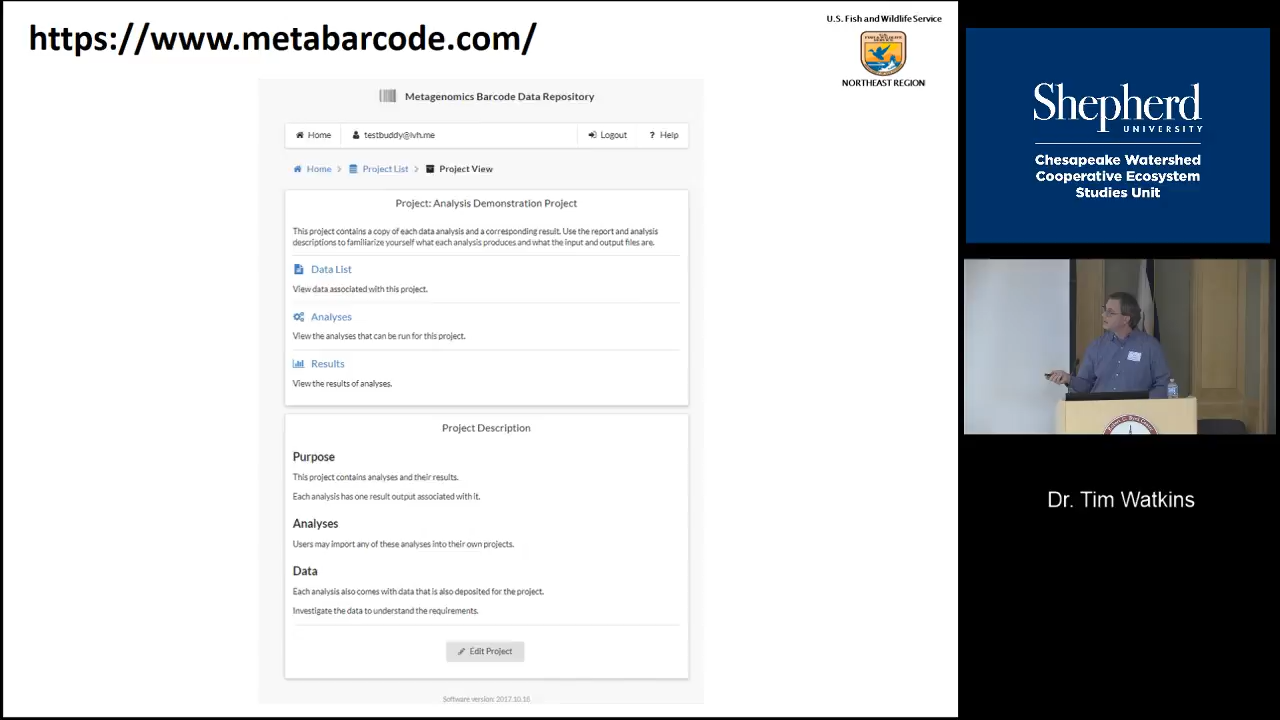 https://www.metabarcode.com/
U.S. Fish and Wildlife Service
NORTHEAST REGION
Metagenomics Barcode Data Repository
Home testbuddy@lvh.me Logout ? Help
Home > Project List > Project View
Project: Analysis Demonstration Project
This project contains a copy of each data analysis and a corresponding result. Use the report and analysis
descriptions to familiarize yourself what each analysis produces and what the input and output files are.
Data List
View data associated with this project.
Analyses
View the analyses that can be run for this project.
Results
View the results of analyses.
Project Description
Purpose
This project contains analyses and their results.
Each analysis has one result output associated with it.
Analyses
Users may import any of these analyses into their own projects.
Data
Each analysis also comes with data that is also deposited for the project.
Investigate the data to understand the requirements.
Edit Project
Software version: 2017.10.16
Shepherd
UNIVERSITY
Chesapeake Watershed
Cooperative Ecosystem
Studies Unit
Dr. Tim Watkins